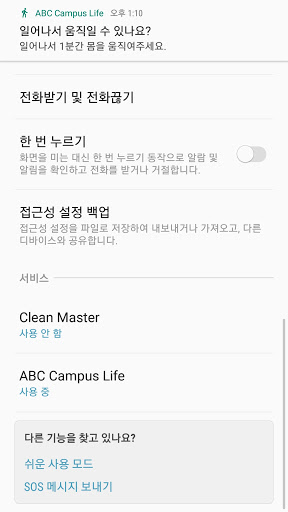 ABC Campus Life 오후 1:10
일어나서 움직일 수 있나요?
일어나서 1분간 몸을 움직여주세요.
전화받기 및 전화끊기
한 번 누르기
화면을 미는 대신 한 번 누르기 동작으로 알람 및
알림을 확인하고 전화를 받거나 거절합니다.
접근성 설정 백업
접근성 설정을 파일로 저장하여 내보내거나 가져오고, 다른
디바이스와 공유합니다.
서비스
Clean Master
사용 안 함
ABC Campus Life
사용 중
다른 기능을 찾고 있나요?
쉬운 사용 모드
SOS 메시지 보내기